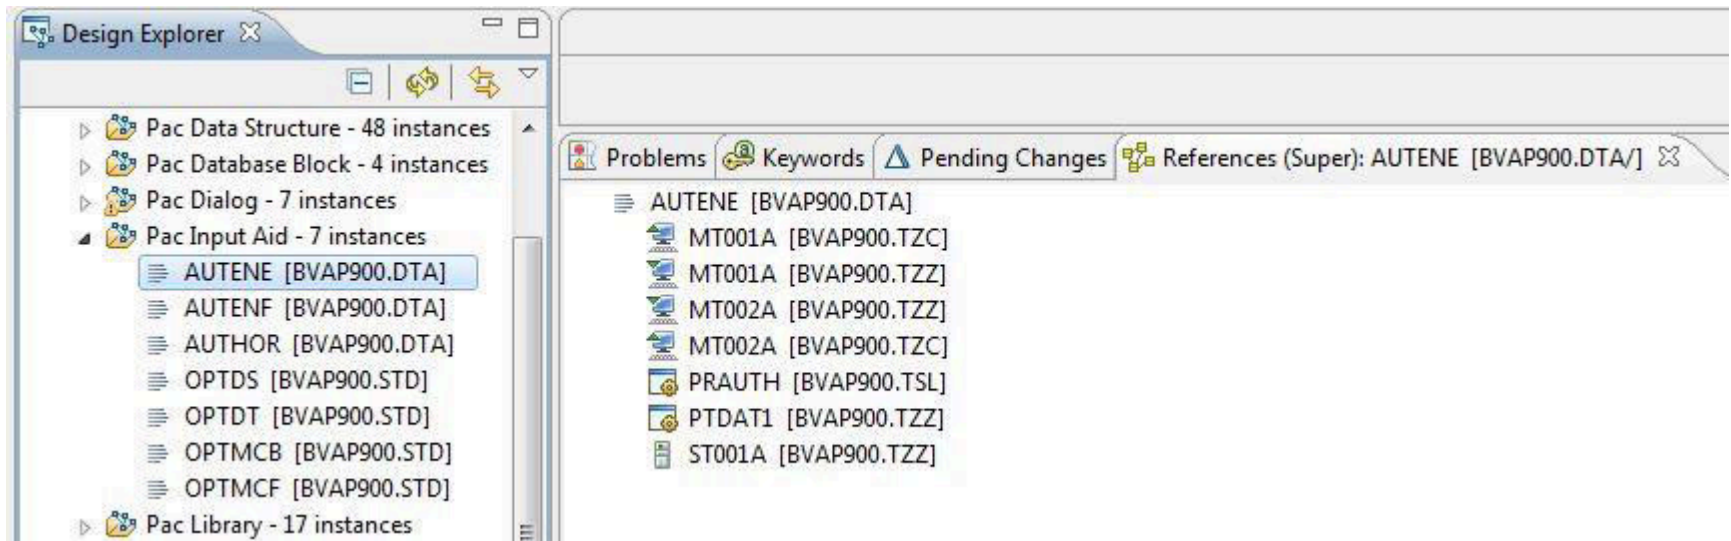 Design Explorer
Pac Data Structure - 48 instances
Pac Database Block - 4 instances
Pac Dialog - 7 instances
Pac Input Aid - 7 instances
AUTENE [BVAP900.DTA]
AUTENF [BVAP900.DTA]
AUTHOR [BVAP900.DTA]
OPTDS [BVAP900.STD]
OPTDT [BVAP900.STD]
OPTMCB [BVAP900.STD]
OPTMCF [BVAP900.STD]
Pac Library - 17 instances
Problems Keywords Pending Changes References (Super): AUTENE [BVAP900.DTA/]
AUTENE [BVAP900.DTA]
MT001A [BVAP900.TZC]
MT001A [BVAP900.TZZ]
MT002A [BVAP900.TZZ]
MT002A [BVAP900.TZC]
PRAUTH [BVAP900.TSL]
PTDAT1 [BVAP900.TZZ]
ST001A [BVAP900.TZZ]